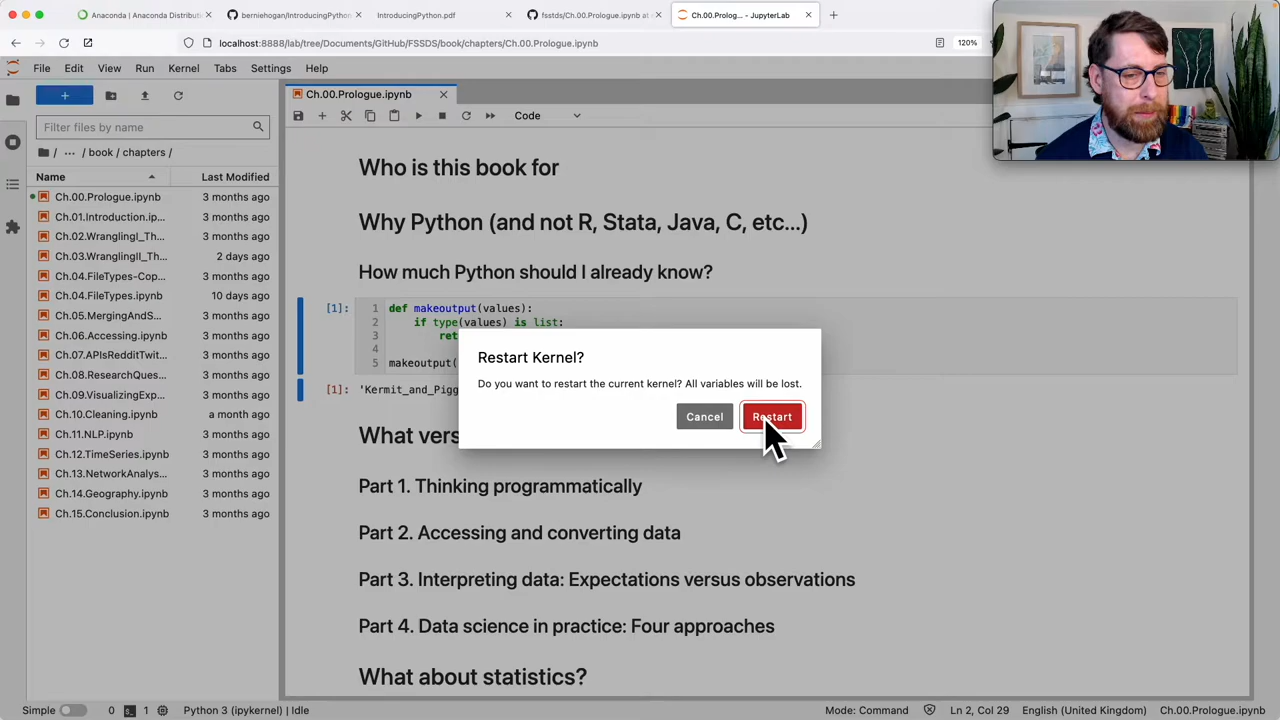 Anaconda | Anaconda Distribut
berniehogan/IntroducingPython
IntroducingPython.pdf
fsstds/Ch.00.Prologue.ipynb at
Ch.00.Prolog... - JupyterLab
localhost:8888/lab/tree/Documents/GitHub/FSSDS/book/chapters/Ch.00.Prologue.ipynb
120%
File Edit View Run Kernel Tabs Settings Help
Filter files by name
/ ... / book / chapters /
Name Last Modified
Ch.00.Prologue.ipynb 3 months ago
Ch.01.Introduction.ip... 3 months ago
Ch.02.WranglingI_Th... 3 months ago
Ch.03.WranglingII_Th... 2 days ago
Ch.04.FileTypes-Cop... 3 months ago
Ch.04.FileTypes.ipynb 10 days ago
Ch.05.MergingAndS... 3 months ago
Ch.06.Accessing.ipynb 3 months ago
Ch.07.APIsRedditTwit... 3 months ago
Ch.08.ResearchQues... 3 months ago
Ch.09.VisualizingExp... 3 months ago
Ch.10.Cleaning.ipynb a month ago
Ch.11.NLP.ipynb 3 months ago
Ch.12.TimeSeries.ipynb 3 months ago
Ch.13.NetworkAnalys... 3 months ago
Ch.14.Geography.ipynb 3 months ago
Ch.15.Conclusion.ipynb 3 months ago
Ch.00.Prologue.ipynb
Code
Who is this book for
Why Python (and not R, Stata, Java, C, etc...)
How much Python should I already know?
[1]: 1 def makeoutput(values):
2 if type(values) is list:
3 ret
4
5 makeoutput(
[1]: 'Kermit_and_Pigg
What vers
Part 1. Thinking programmatically
Part 2. Accessing and converting data
Part 3. Interpreting data: Expectations versus observations
Part 4. Data science in practice: Four approaches
What about statistics?
Restart Kernel?
Do you want to restart the current kernel? All variables will be lost.
Cancel Restart
Simple 0 1 Python 3 (ipykernel) | Idle Mode: Command Ln 2, Col 29 English (United Kingdom) Ch.00.Prologue.ipynb